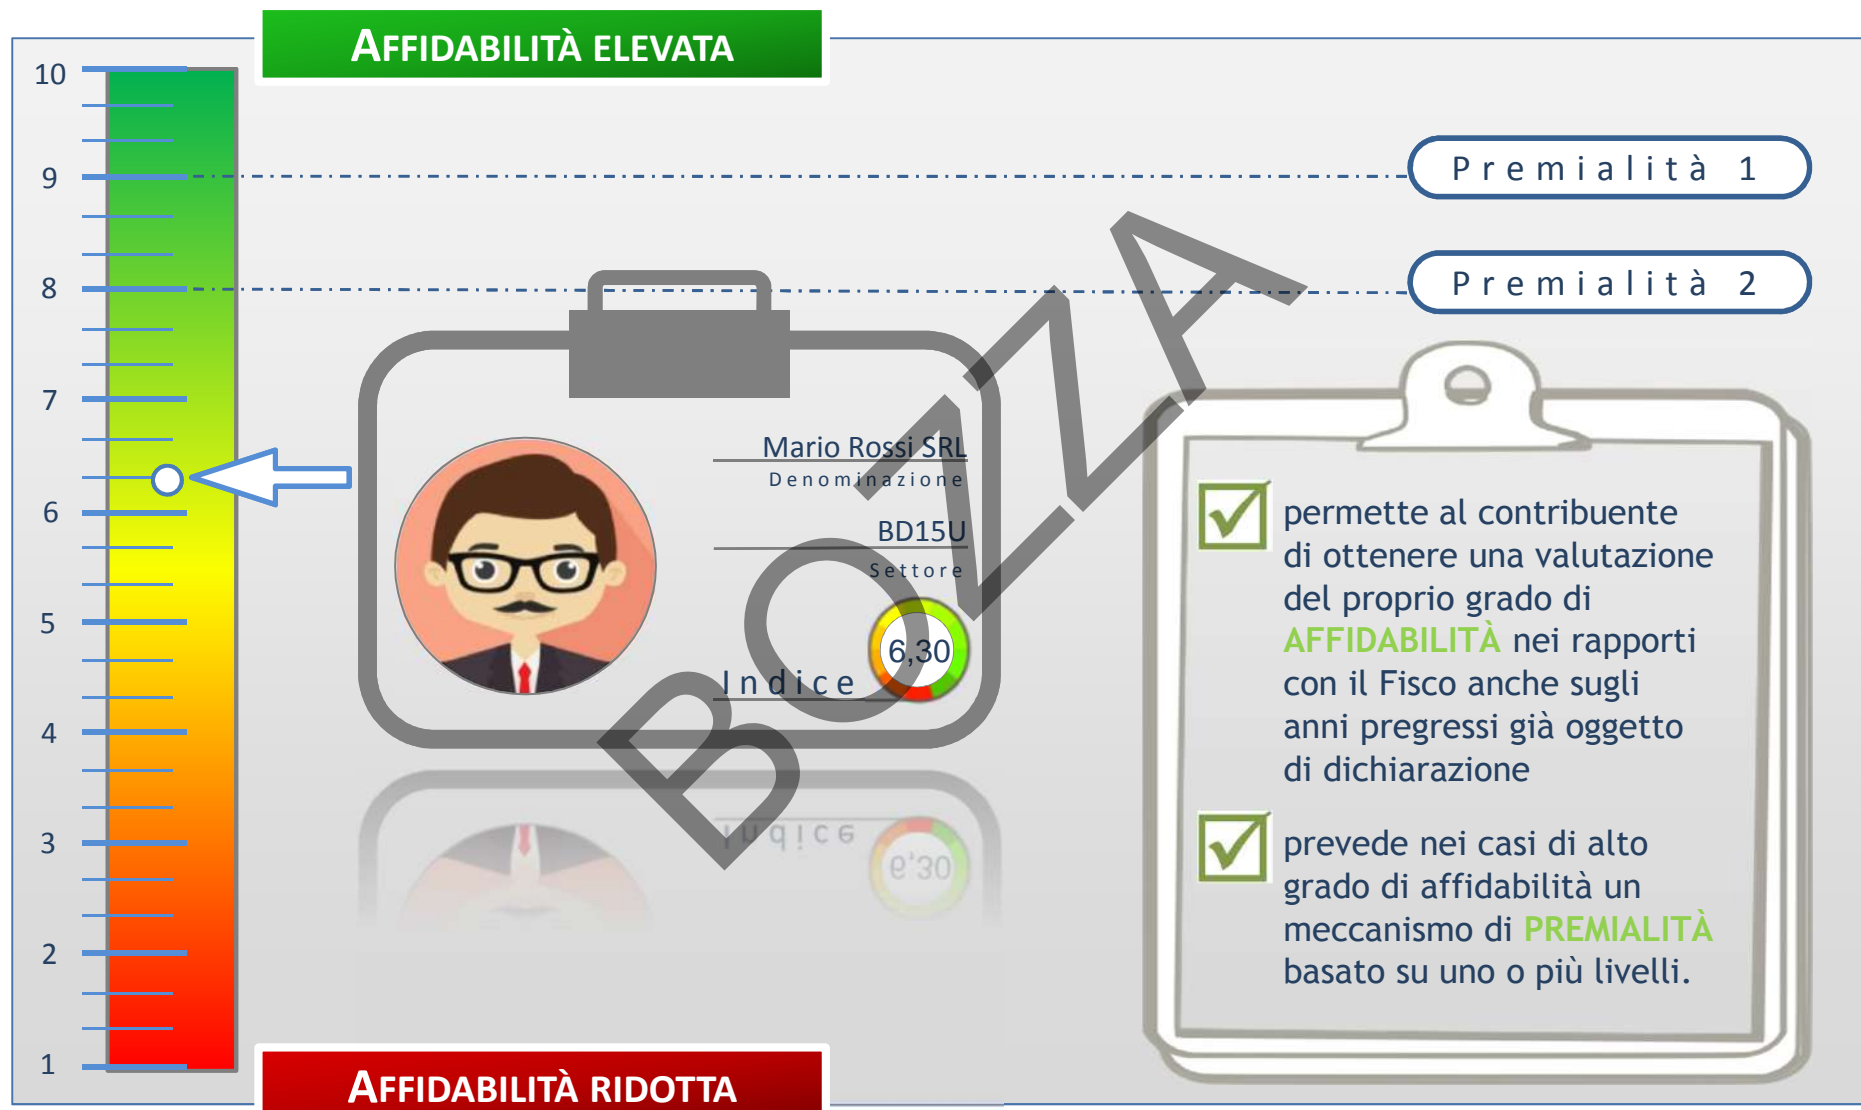 AFFIDABILITÀ ELEVATA
10
9
8
7
6
5
4
3
2
1
Premialità 1
Premialità 2
Mario Rossi SRL
Denominazione
BD15U
Settore
6,30
Indice
BOZZA
permette al contribuente
di ottenere una valutazione
del proprio grado di
AFFIDABILITÀ nei rapporti
con il Fisco anche sugli
anni pregressi già oggetto
di dichiarazione
prevede nei casi di alto
grado di affidabilità un
meccanismo di PREMIALITÀ
basato su uno o più livelli.
Indice
6,30
AFFIDABILITÀ RIDOTTA